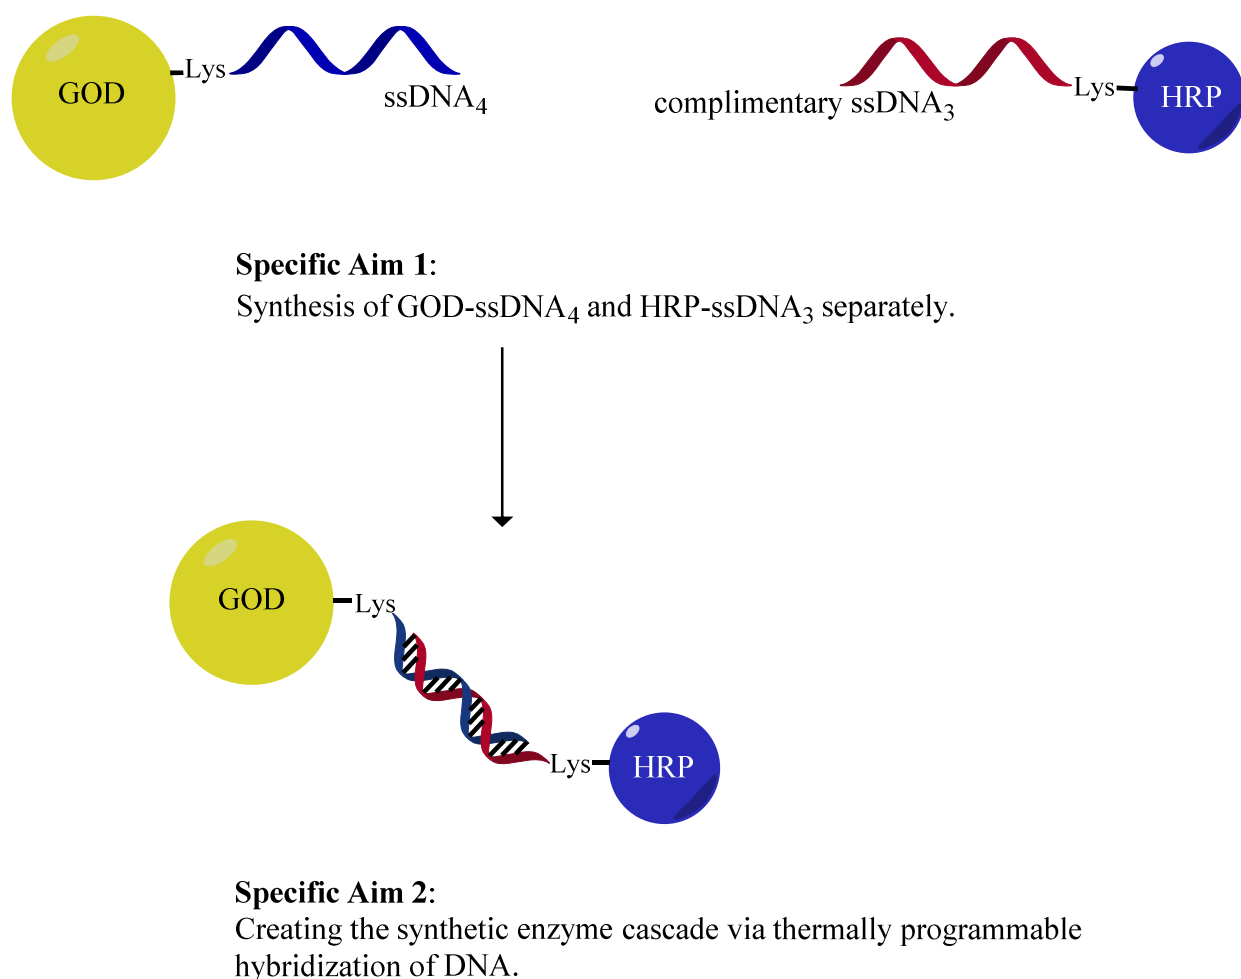 GOD
Lys
ssDNA4
complimentary ssDNA3
Lys
HRP
Specific Aim 1:
Synthesis of GOD-ssDNA4 and HRP-ssDNA3 separately.
GOD
Lys
Lys
HRP
Specific Aim 2:
Creating the synthetic enzyme cascade via thermally programmable
hybridization of DNA.